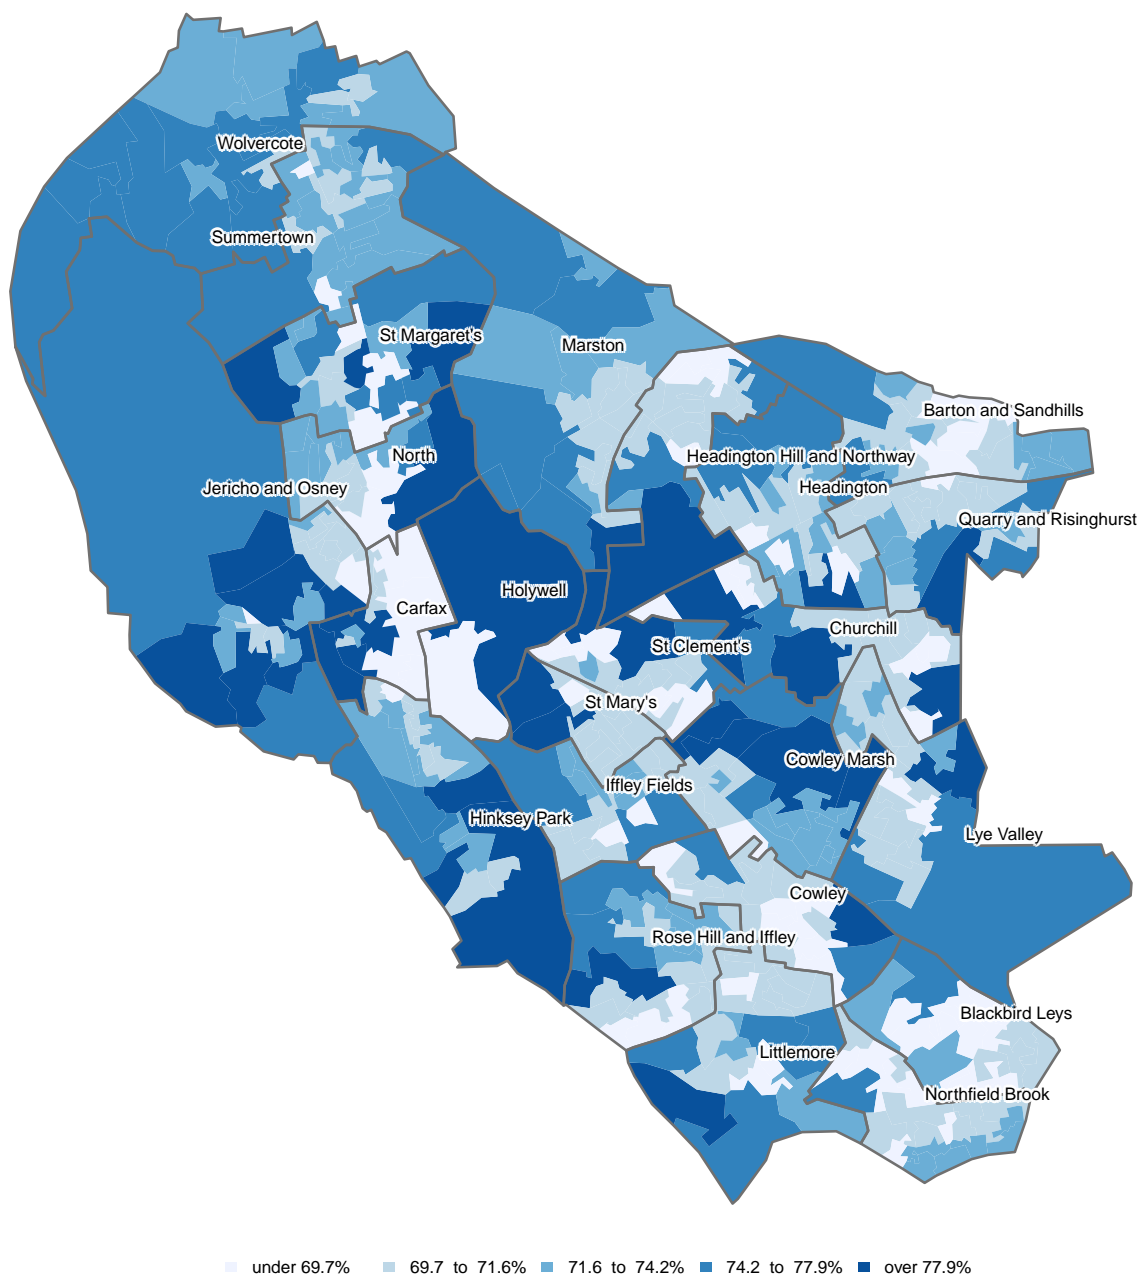 Wolvercote
Summertown
St Margaret's
Marston
Barton and Sandhills
North
Headington Hill and Northway
Jericho and Osney
Headington
Quarry and Risinghurst
Holywell
Carfax
Churchill
St Clement's
St Mary's
Cowley Marsh
Iffley Fields
Hinksey Park
Lye Valley
Cowley
Rose Hill and Iffley
Blackbird Leys
Littlemore
Northfield Brook
under 69.7% 69.7 to 71.6% 71.6 to 74.2% 74.2 to 77.9% over 77.9%